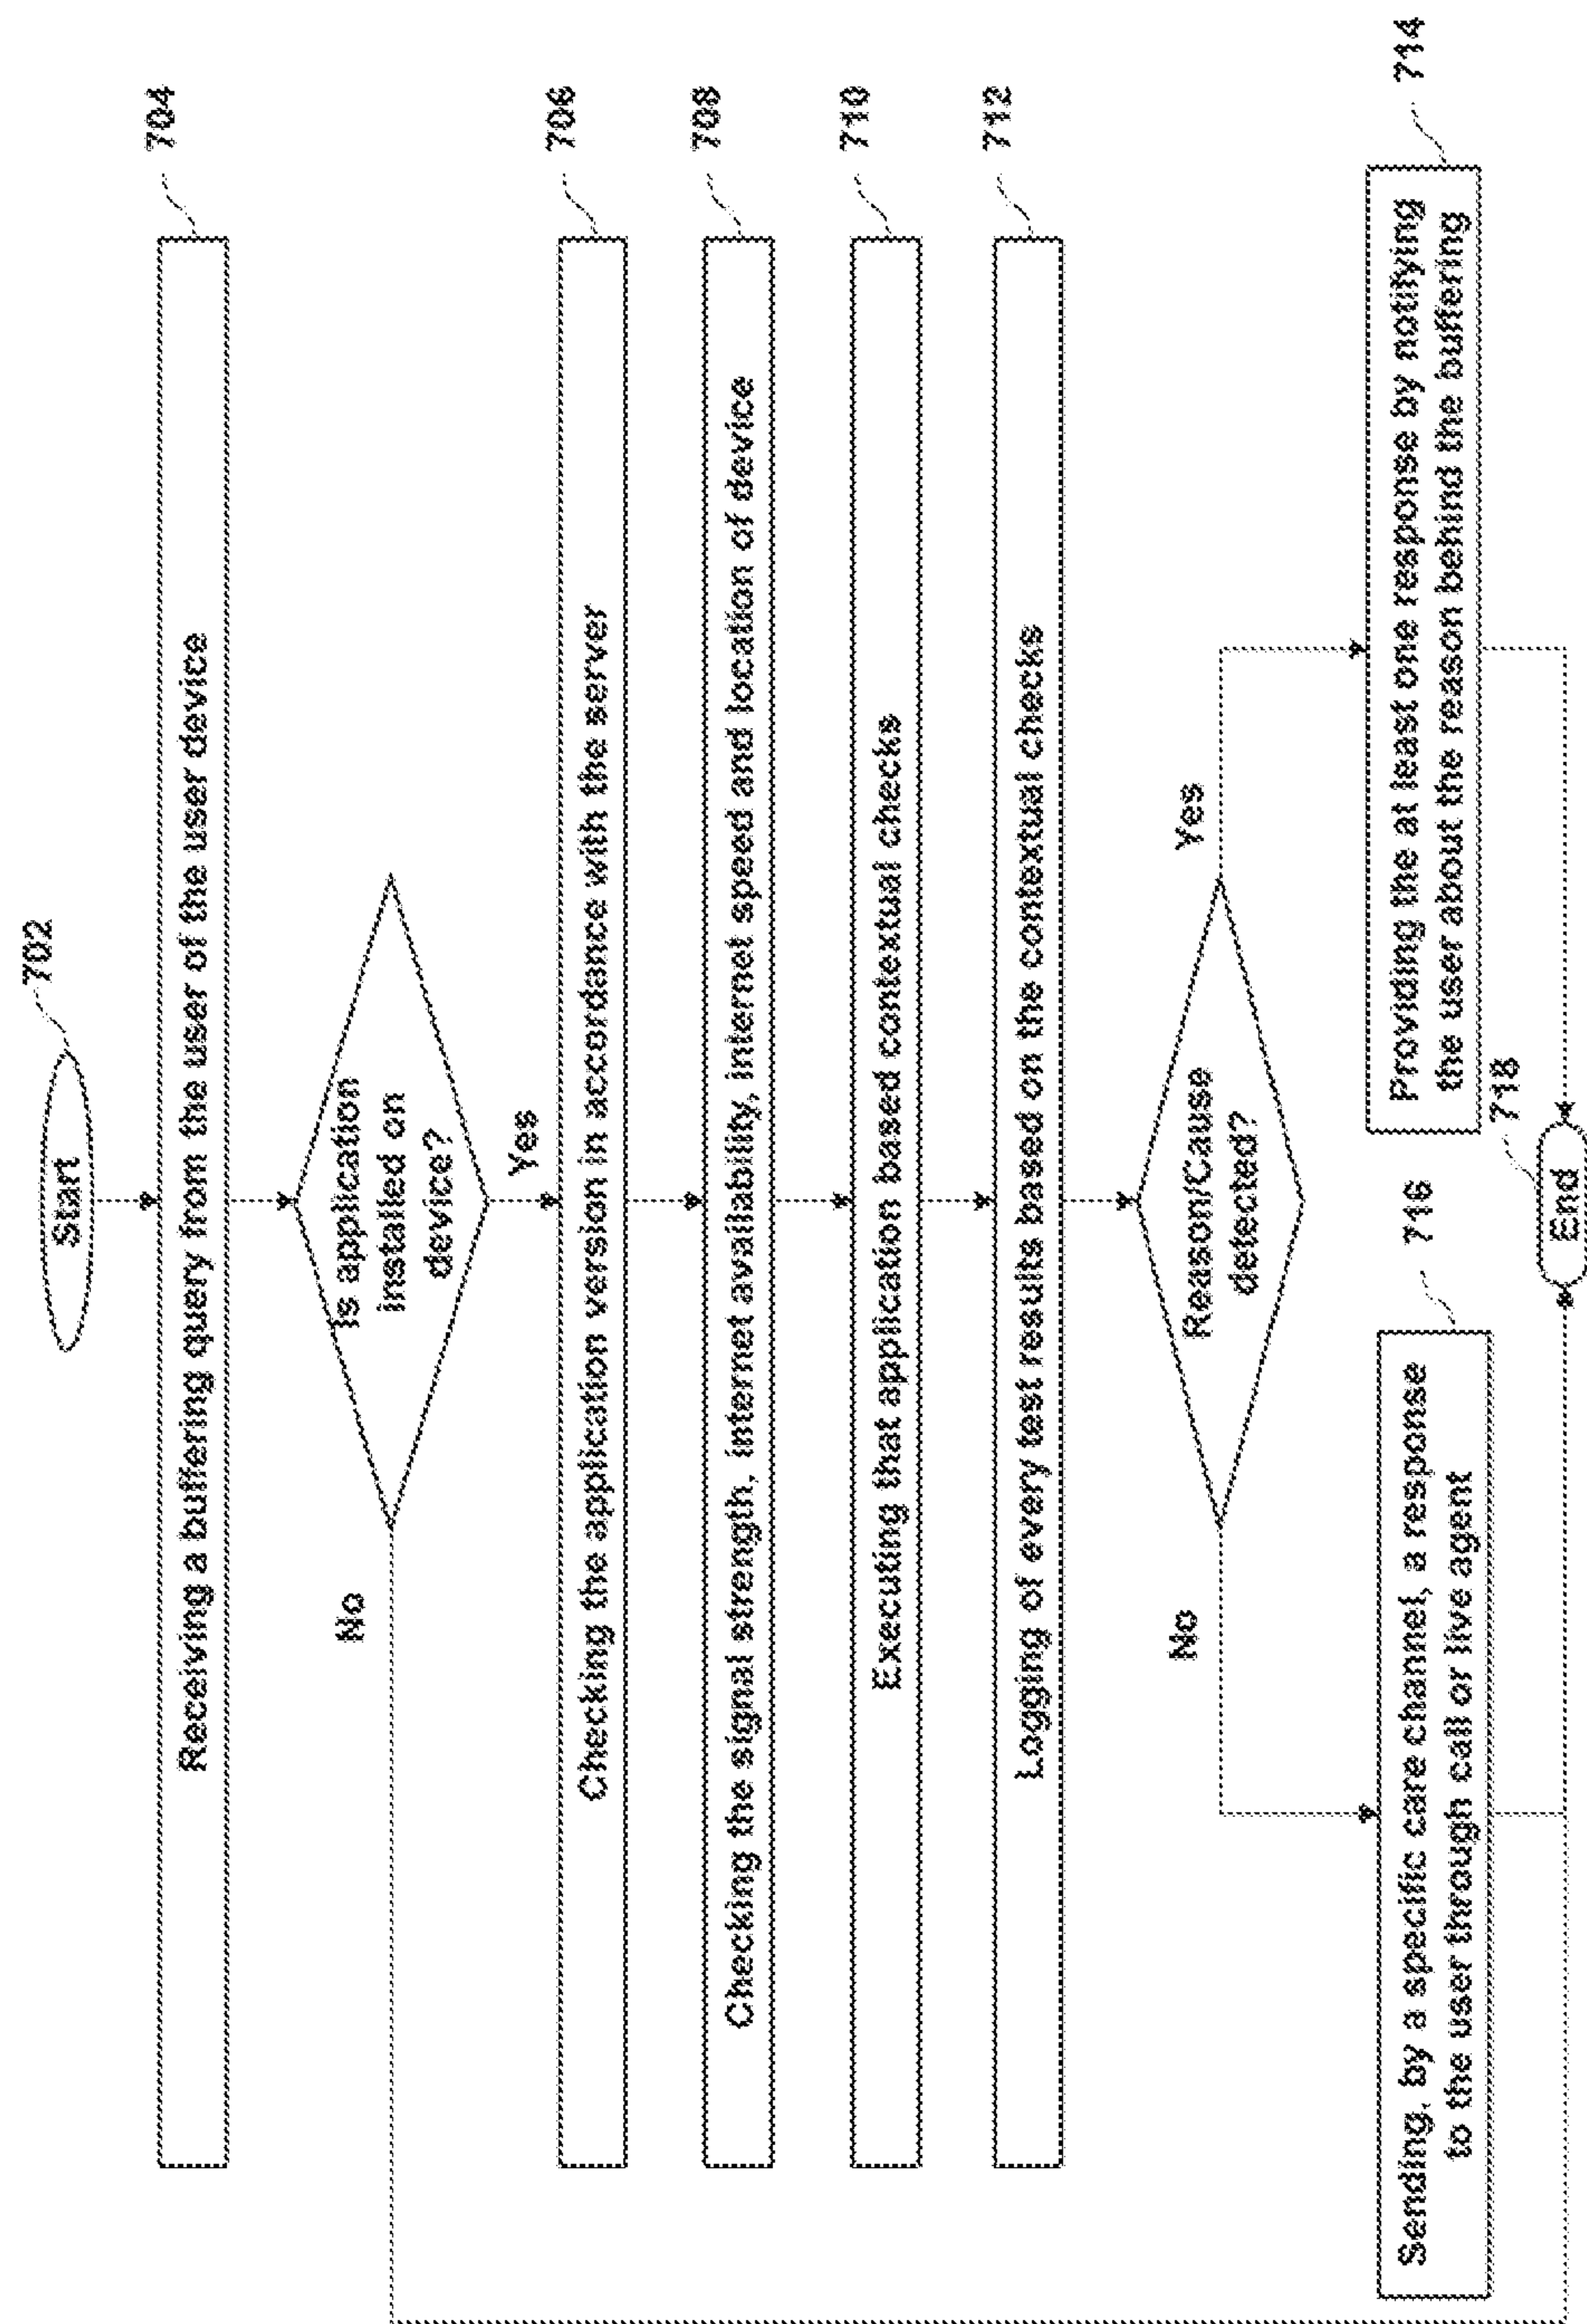 Start
702
Receiving a buffering query from the user of the user device
704
Is application
installed on
device?
No
Yes
Checking the application version in accordance with the server
706
Checking the signal strength, internet availability, internet speed and location of device
708
Executing that application based contextual checks
710
Logging of every test results based on the contextual checks
712
Reason/Cause
detected?
No
Yes
Sending, by a specific care channel, a response
to the user through call or live agent
716
Providing the at least one response by notifying
the user about the reason behind the buffering
714
End
718